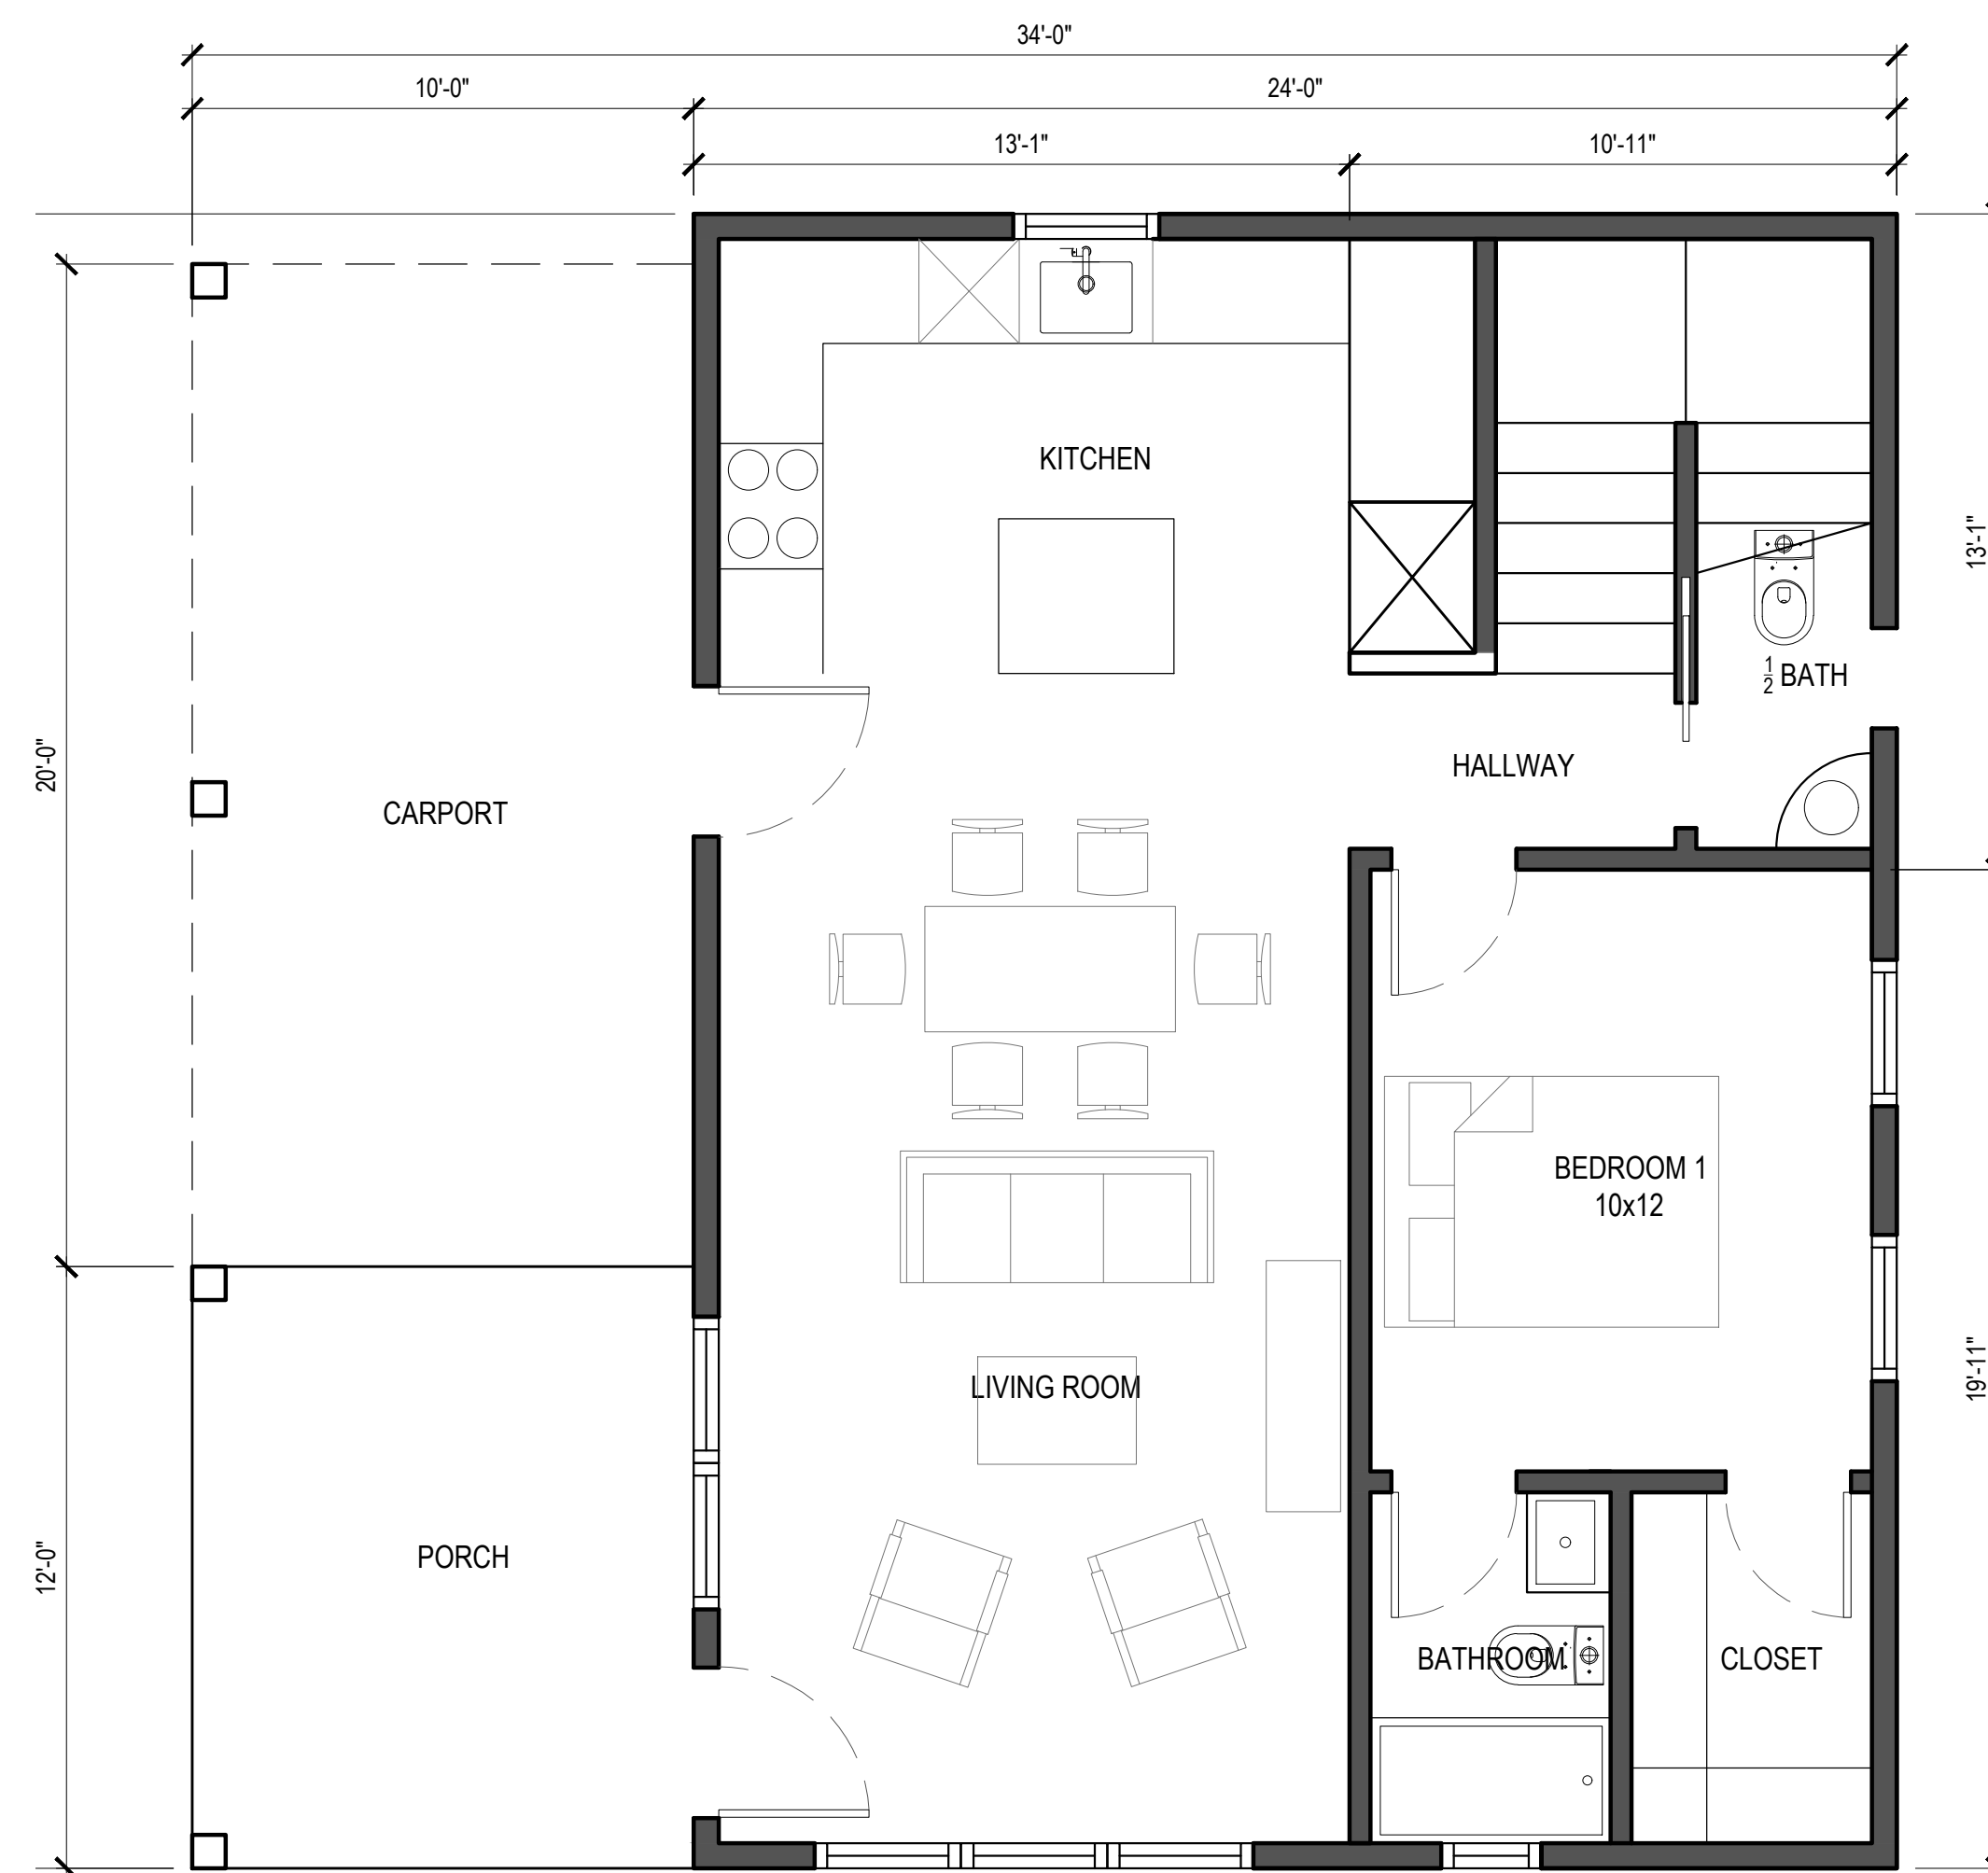 34'-0"
10'-0"
24'-0"
13'-1"
10'-11"
KITCHEN
13'-1"
½ BATH
20'-0"
HALLWAY
CARPORT
BEDROOM 1
10x12
LIVING ROOM
19'-11"
PORCH
12'-0"
BATHROOM
CLOSET